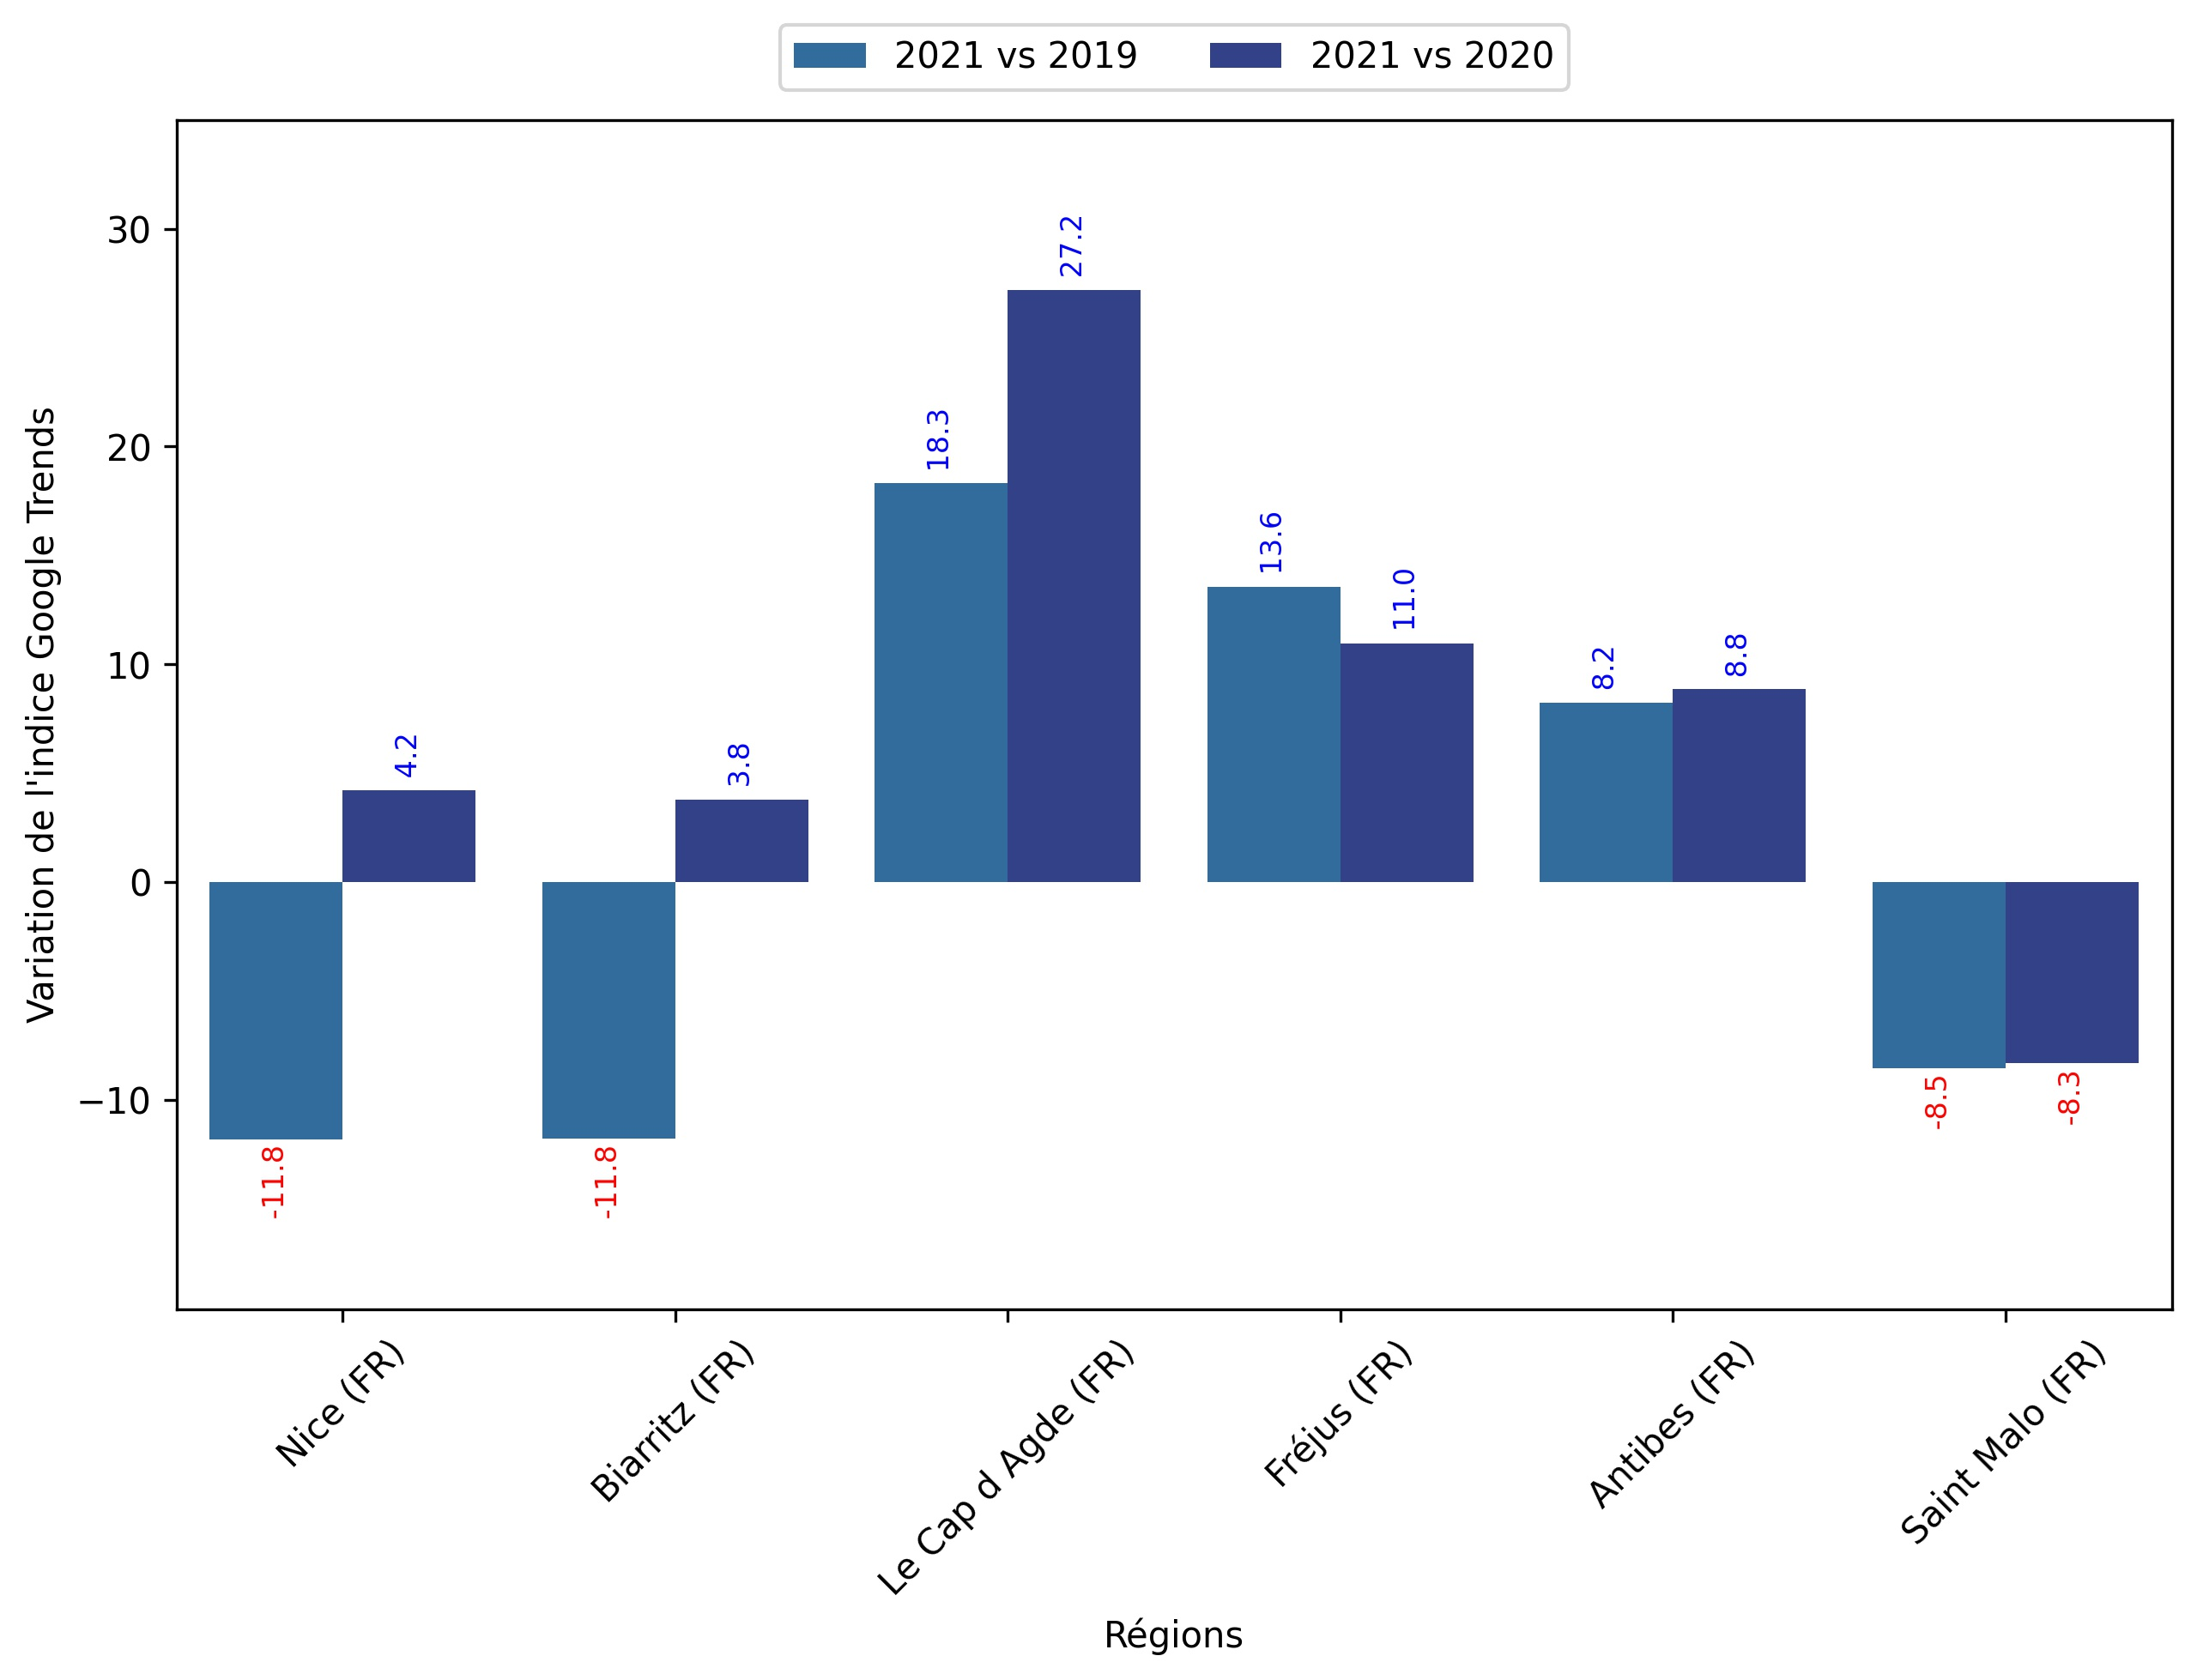 2021 vs 2019
2021 vs 2020
Variation de l'indice Google Trends
30
20
10
0
−10
-11.8
4.2
-11.8
3.8
18.3
27.2
13.6
11.0
8.2
8.8
-8.5
-8.3
Nice (FR)
Biarritz (FR)
Le Cap d Agde (FR)
Fréjus (FR)
Antibes (FR)
Saint Malo (FR)
Régions